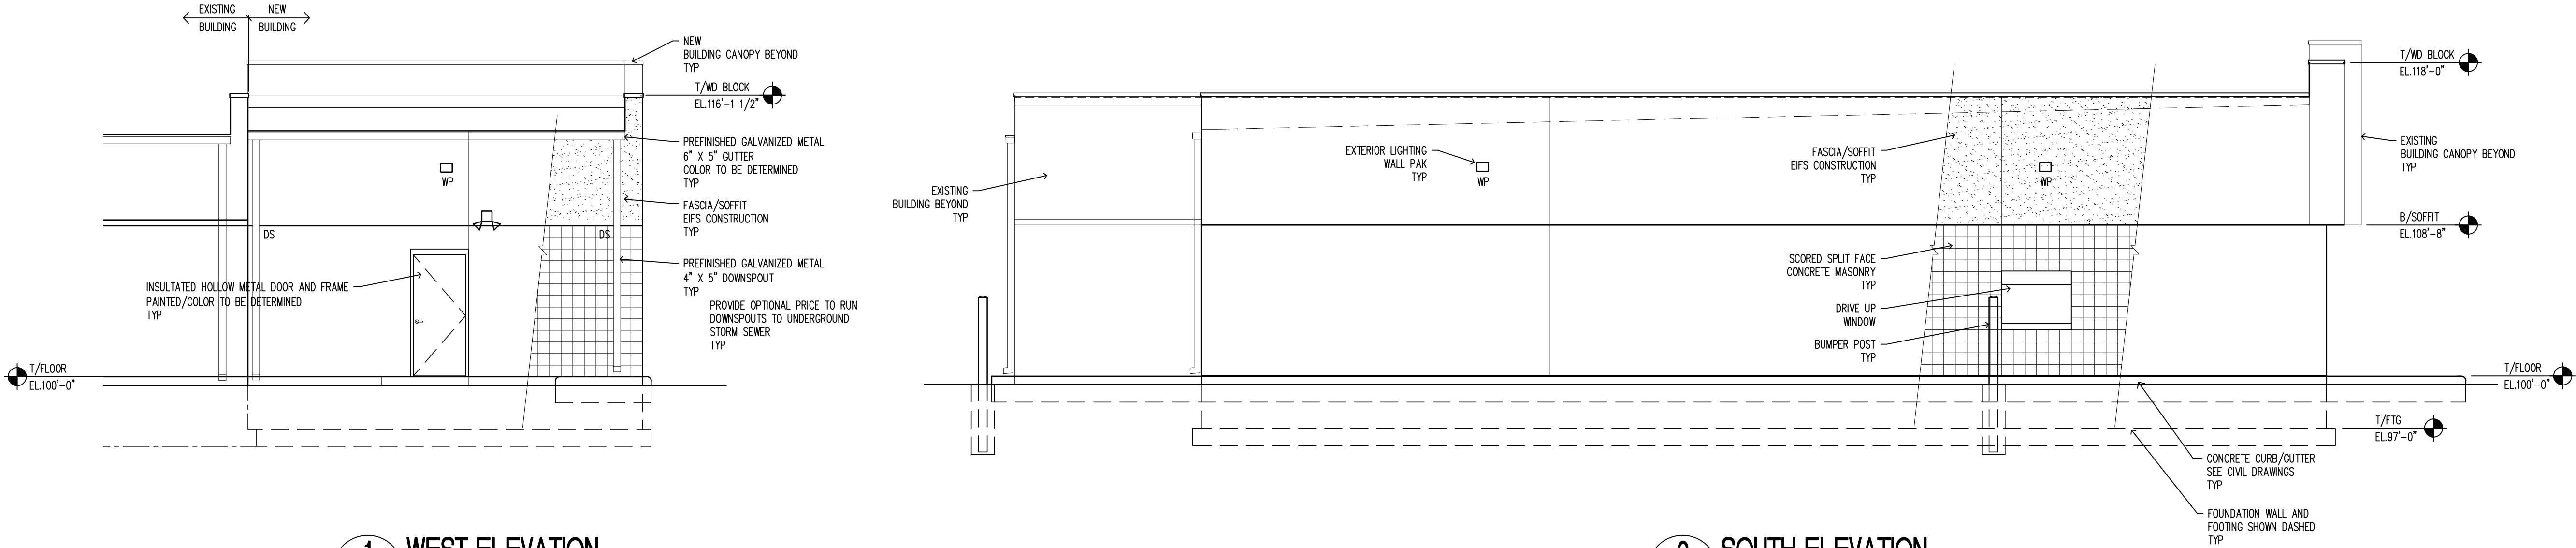 EXISTING
BUILDING
NEW
BUILDING
NEW
BUILDING CANOPY BEYOND
TYP
T/WD BLOCK
EL.116'-1 1/2"
PREFINISHED GALVANIZED METAL
6" X 5" GUTTER
COLOR TO BE DETERMINED
TYP
WP
FASCIA/SOFFIT
EIFS CONSTRUCTION
TYP
DS
DS
PREFINISHED GALVANIZED METAL
4" X 5" DOWNSPOUT
TYP
PROVIDE OPTIONAL PRICE TO RUN
DOWNSPOUTS TO UNDERGROUND
STORM SEWER
TYP
INSULTATED HOLLOW METAL DOOR AND FRAME
PAINTED/COLOR TO BE DETERMINED
TYP
T/FLOOR
EL.100'-0"
1
WEST ELEVATION
EXISTING
BUILDING BEYOND
TYP
EXTERIOR LIGHTING
WALL PAK
TYP
WP
FASCIA/SOFFIT
EIFS CONSTRUCTION
TYP
WP
T/WD BLOCK
EL.118'-0"
EXISTING
BUILDING CANOPY BEYOND
TYP
B/SOFFIT
EL.108'-8"
SCORED SPLIT FACE
CONCRETE MASONRY
TYP
DRIVE UP
WINDOW
BUMPER POST
TYP
T/FLOOR
EL.100'-0"
T/FTG
EL.97'-0"
CONCRETE CURB/GUTTER
SEE CIVIL DRAWINGS
TYP
FOUNDATION WALL AND
FOOTING SHOWN DASHED
TYP
SOUTH ELEVATION